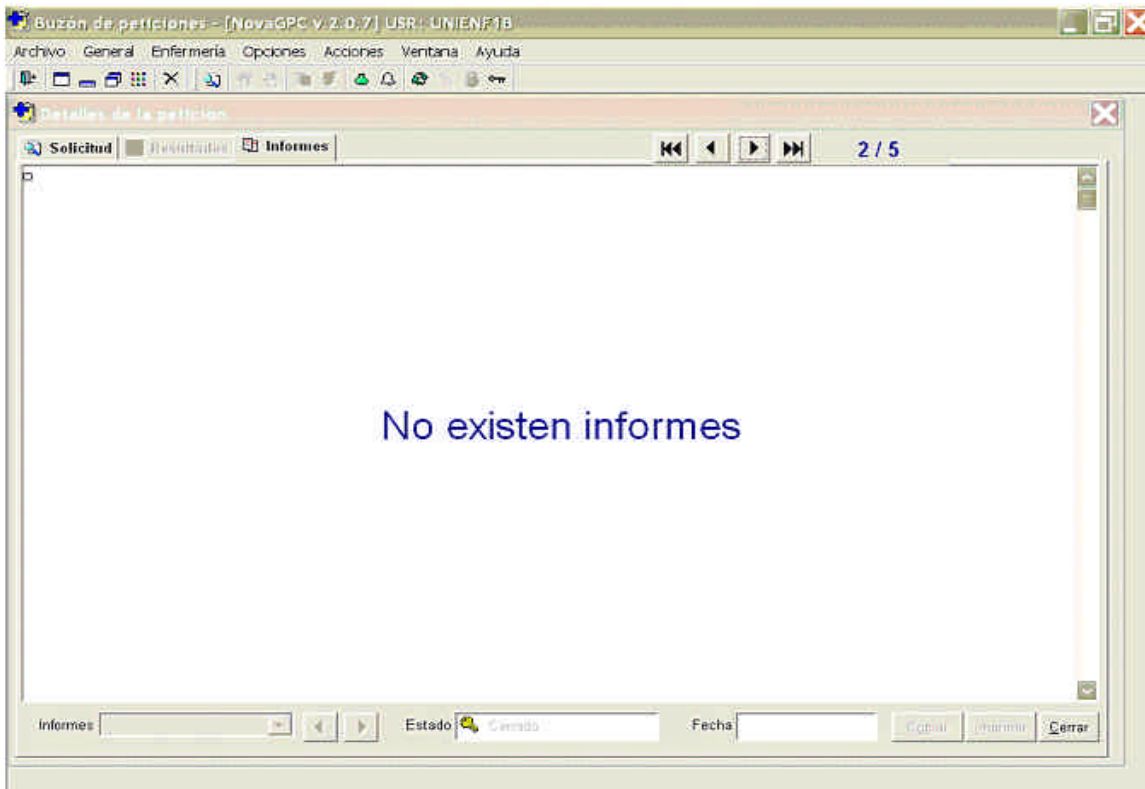 Buzón de peticiones - [NovaGPC v.2.0.7] USR: UNIENF1B
Archivo General Enfermería Opciones Acciones Ventana Ayuda
Detalles de la petición
Solicitud Resultados Informes 2 / 5
No existen informes
Informes Estado Cerrado Fecha Copiar Imprimir Cerrar